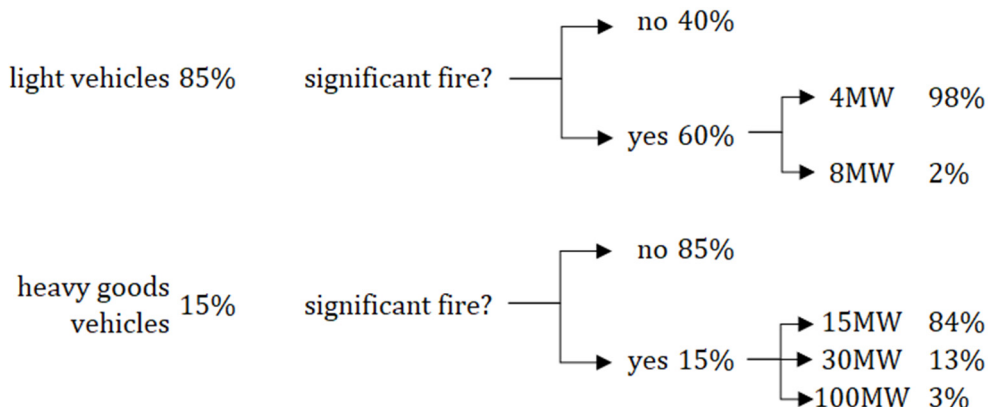 no 40%
light vehicles 85%
significant fire?
4MW 98%
yes 60%
8MW 2%
no 85%
heavy goods
vehicles
15%
significant fire?
15MW 84%
yes 15%
30MW 13%
100MW 3%